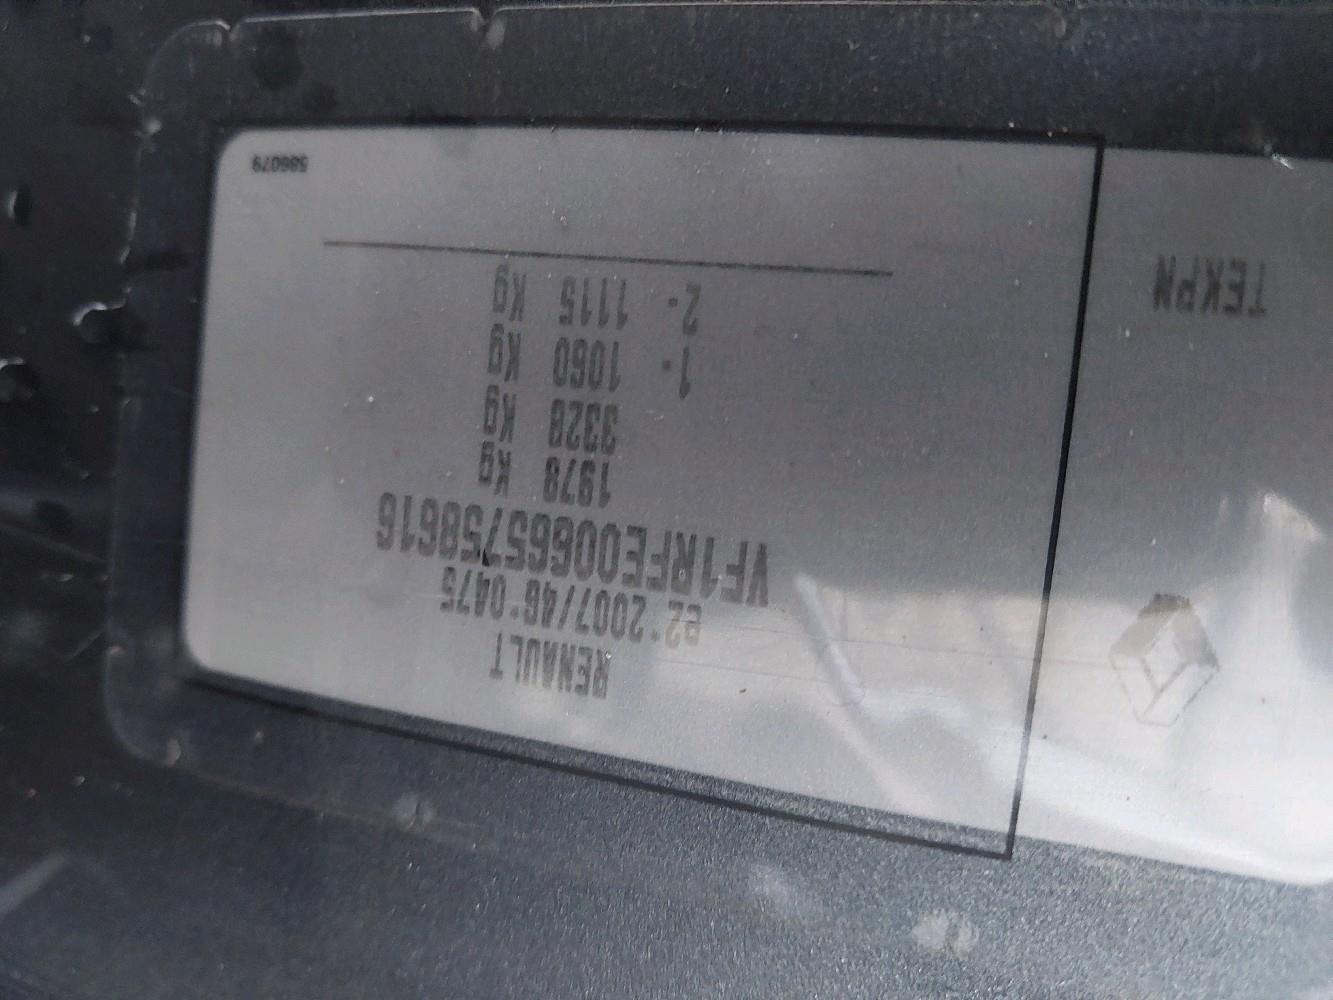 RENAULT
e2*2007/46*0475
VF1RFE00665758616
1978 Kg
3328 Kg
1- 1060 Kg
2- 1115 Kg
586079
TEKPN